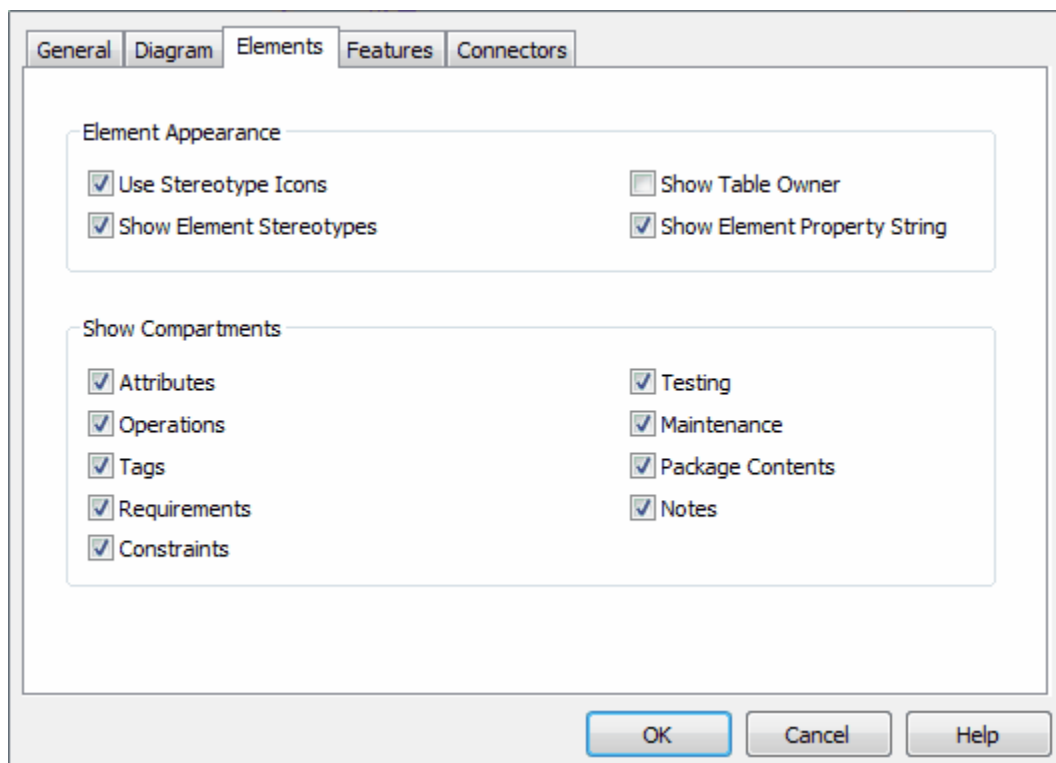 General Diagram Elements Features Connectors
Element Appearance
Use Stereotype Icons
Show Table Owner
Show Element Stereotypes
Show Element Property String
Show Compartments
Attributes
Testing
Operations
Maintenance
Tags
Package Contents
Requirements
Notes
Constraints
OK Cancel Help